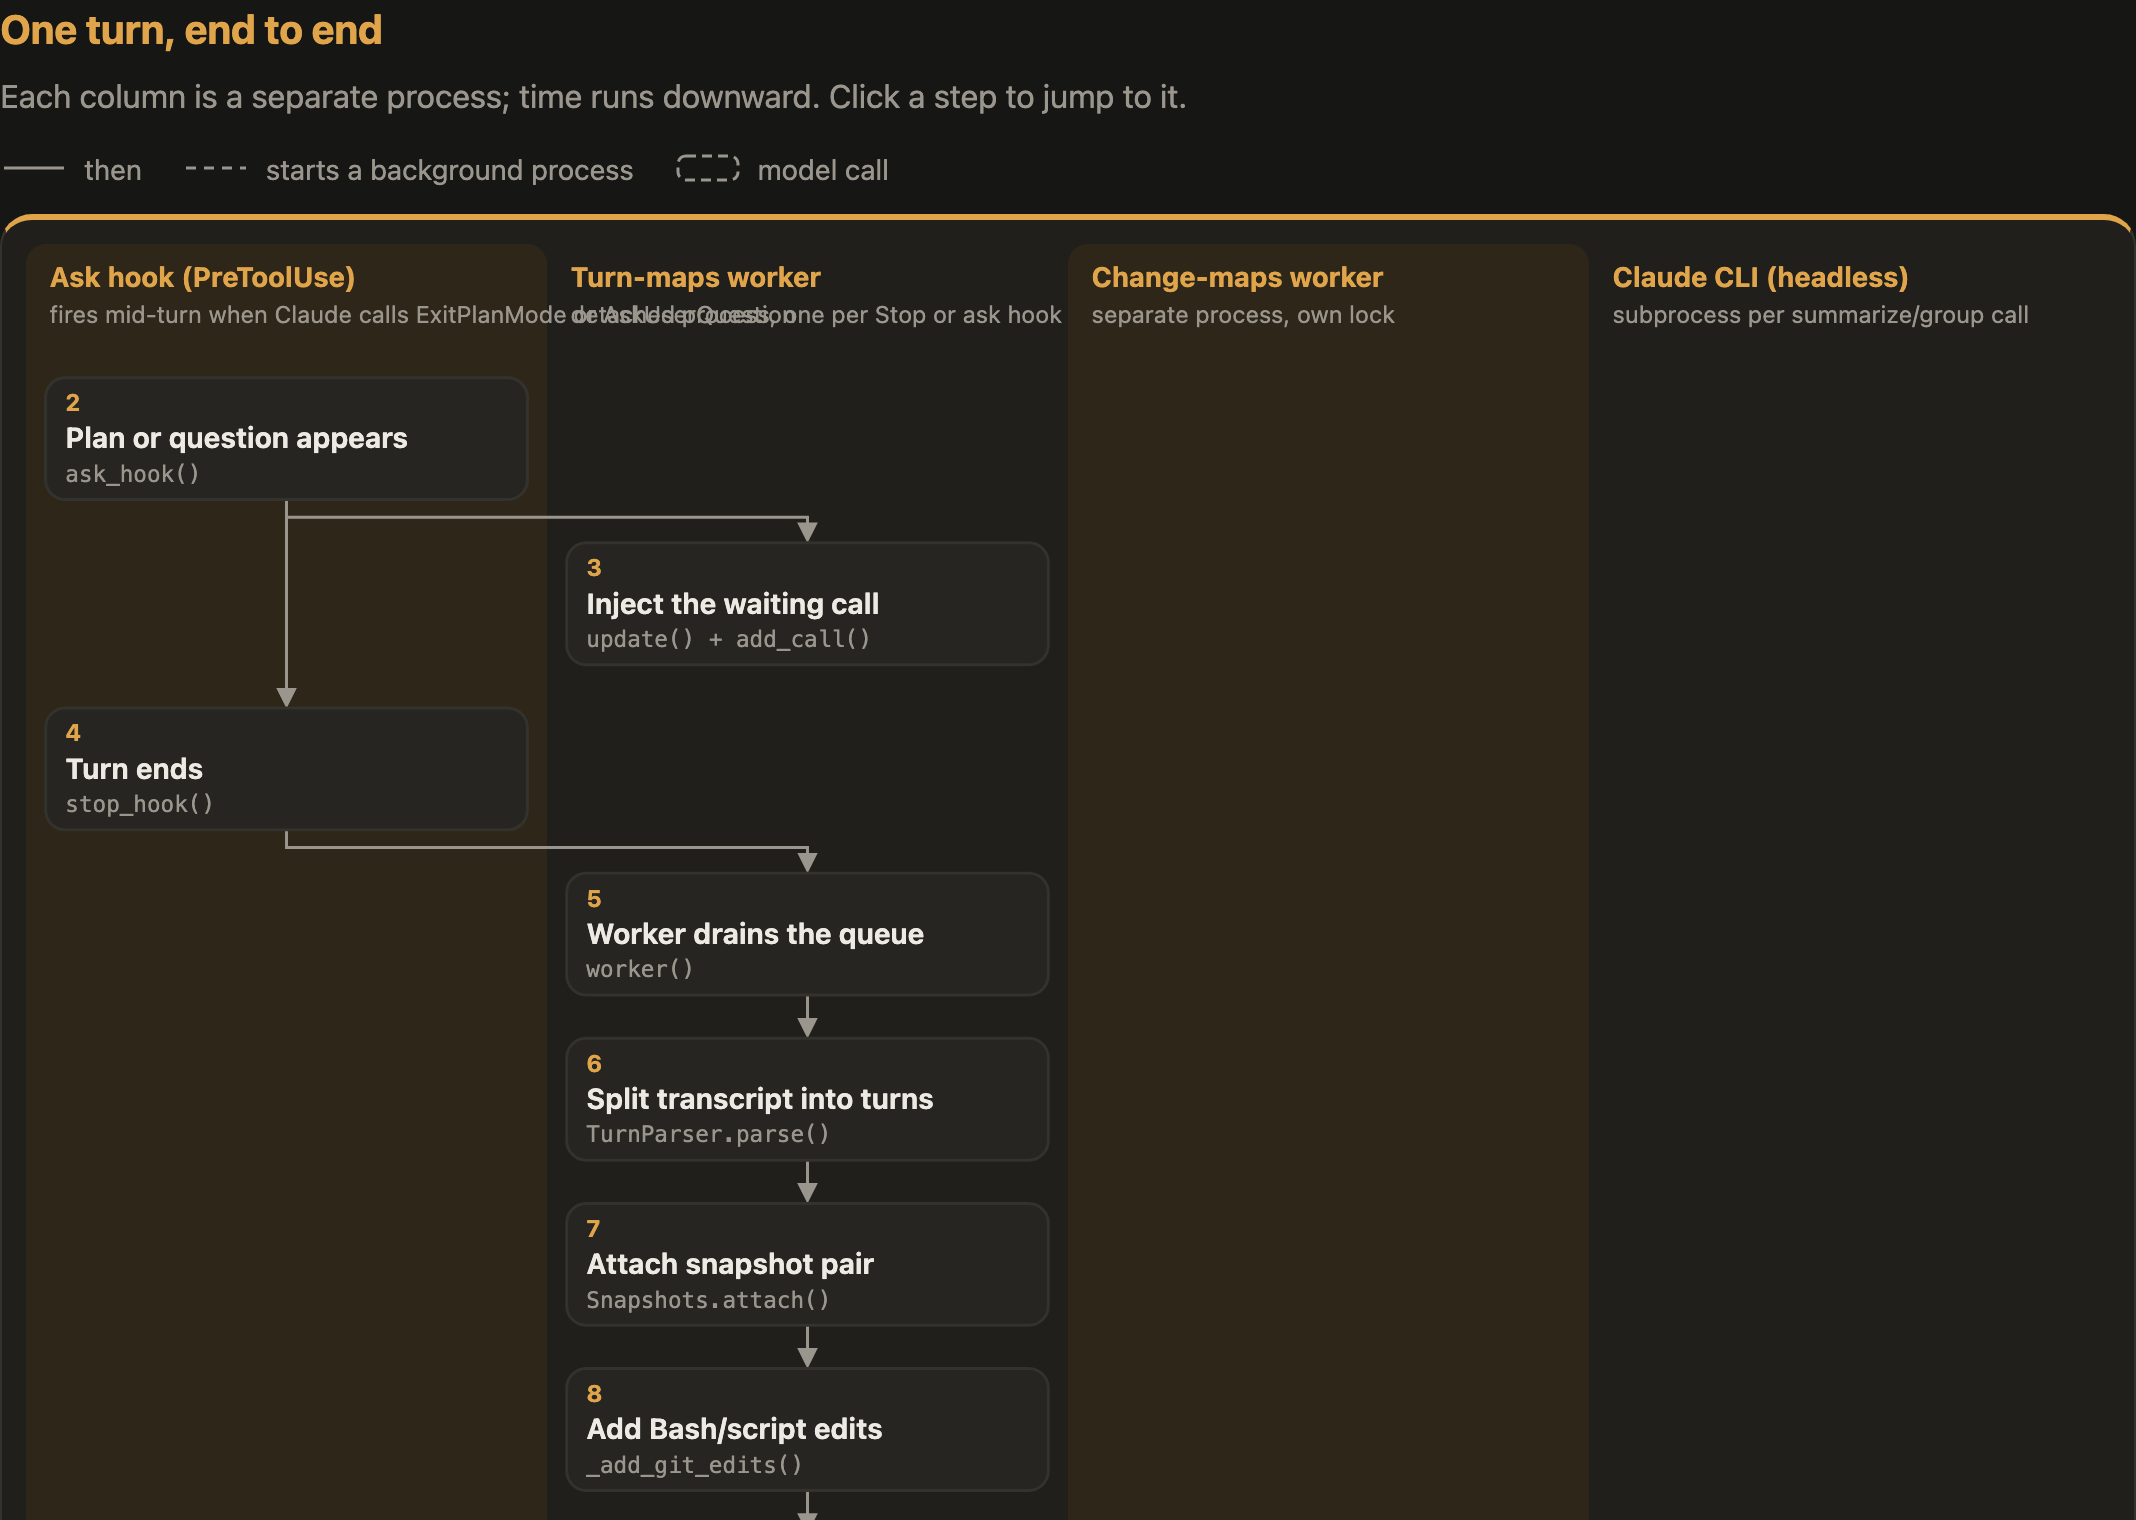 One turn, end to end
Each column is a separate process; time runs downward. Click a step to jump to it.
then
starts a background process
model call
Ask hook (PreToolUse)
fires mid-turn when Claude calls ExitPlanMode or AskUserQuestion
Turn-maps worker
detached process, one per Stop or ask hook
Change-maps worker
separate process, own lock
Claude CLI (headless)
subprocess per summarize/group call
2
Plan or question appears
ask_hook()
3
Inject the waiting call
update() + add_call()
4
Turn ends
stop_hook()
5
Worker drains the queue
worker()
6
Split transcript into turns
TurnParser.parse()
7
Attach snapshot pair
Snapshots.attach()
8
Add Bash/script edits
_add_git_edits()